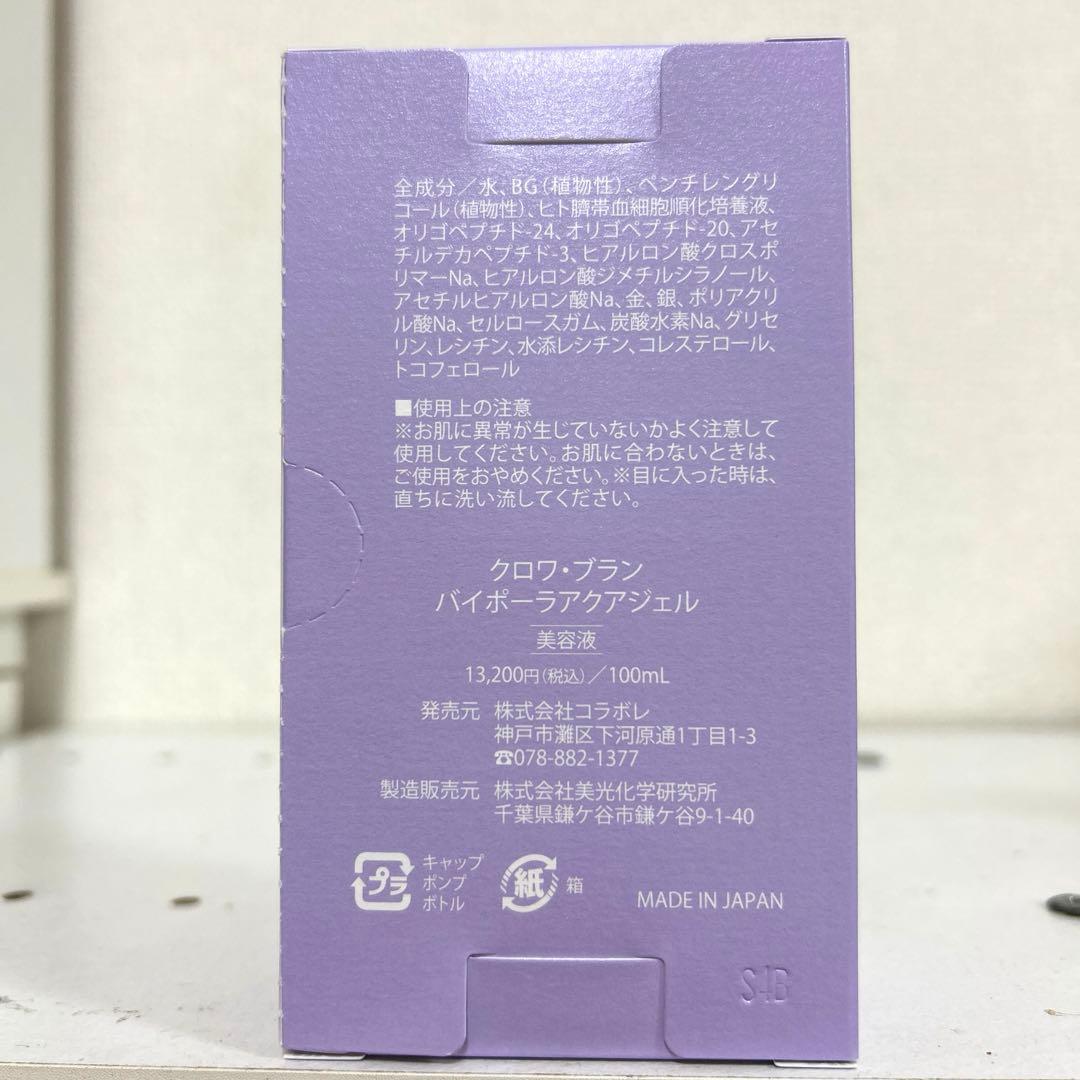 全成分／水、BG（植物性）、ペンチレングリ
コール（植物性）、ヒト臍帯血細胞順化培養液、
オリゴペプチド-24、オリゴペプチド-20、アセ
チルデカペプチド-3、ヒアルロン酸クロスポ
リマーNa、ヒアルロン酸ジメチルシラノール、
アセチルヒアルロン酸Na、金、銀、ポリアクリ
ル酸Na、セルロースガム、炭酸水素Na、グリセ
リン、レシチン、水添レシチン、コレステロール、
トコフェロール
■使用上の注意
※お肌に異常が生じていないかよく注意して
使用してください。お肌に合わないときは、
ご使用をおやめください。※目に入った時は、
直ちに洗い流してください。
クロワ・ブラン
バイポーラアクアジェル
美容液
13,200円（税込）／100mL
発売元 株式会社コラボレ
神戸市灘区下河原通1丁目1-3
☎078-882-1377
製造販売元 株式会社美光化学研究所
千葉県鎌ケ谷市鎌ケ谷9-1-40
プラ キャップ
ポンプ
ボトル
紙 箱
MADE IN JAPAN
S4B